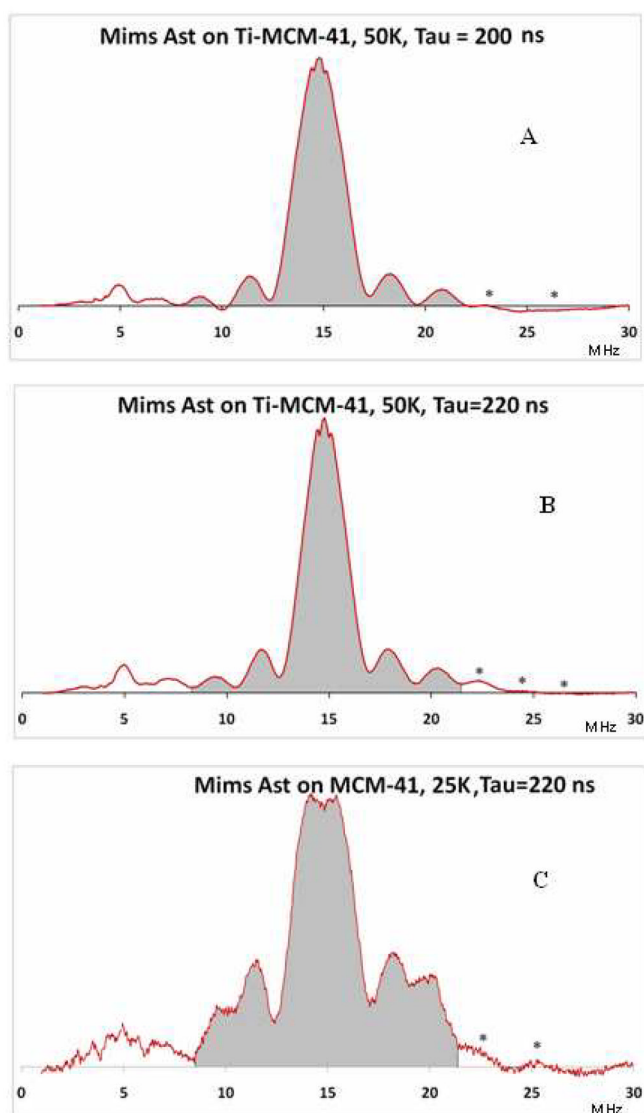 Mims Ast on Ti-MCM-41, 50K, Tau = 200 ns
A
* *
0 5 10 15 20 25 30
MHz
Mims Ast on Ti-MCM-41, 50K, Tau=220 ns
B
* * *
0 5 10 15 20 25 30
MHz
Mims Ast on MCM-41, 25K,Tau=220 ns
C
* *
0 5 10 15 20 25 30
MHz